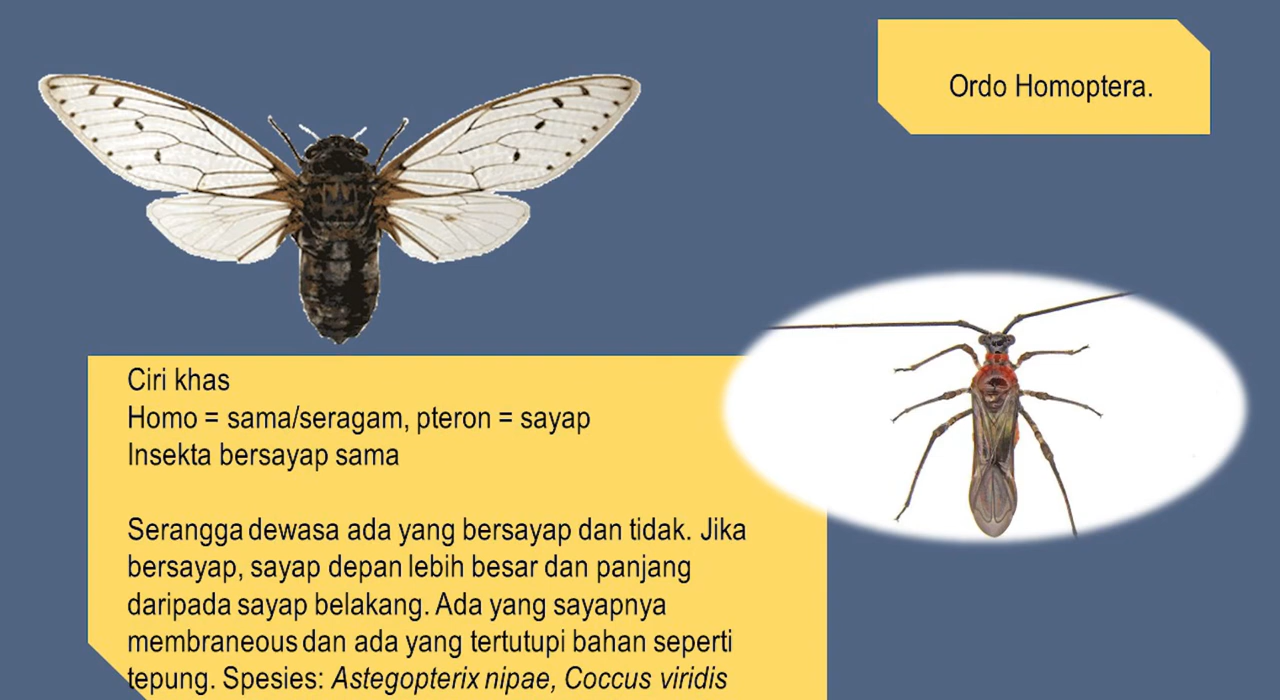 Ordo Homoptera.
Ciri khas
Homo = sama/seragam, pteron = sayap
Insekta bersayap sama
Serangga dewasa ada yang bersayap dan tidak. Jika
bersayap, sayap depan lebih besar dan panjang
daripada sayap belakang. Ada yang sayapnya
membraneous dan ada yang tertutupi bahan seperti
tepung. Spesies: Astegopterix nipae, Coccus viridis